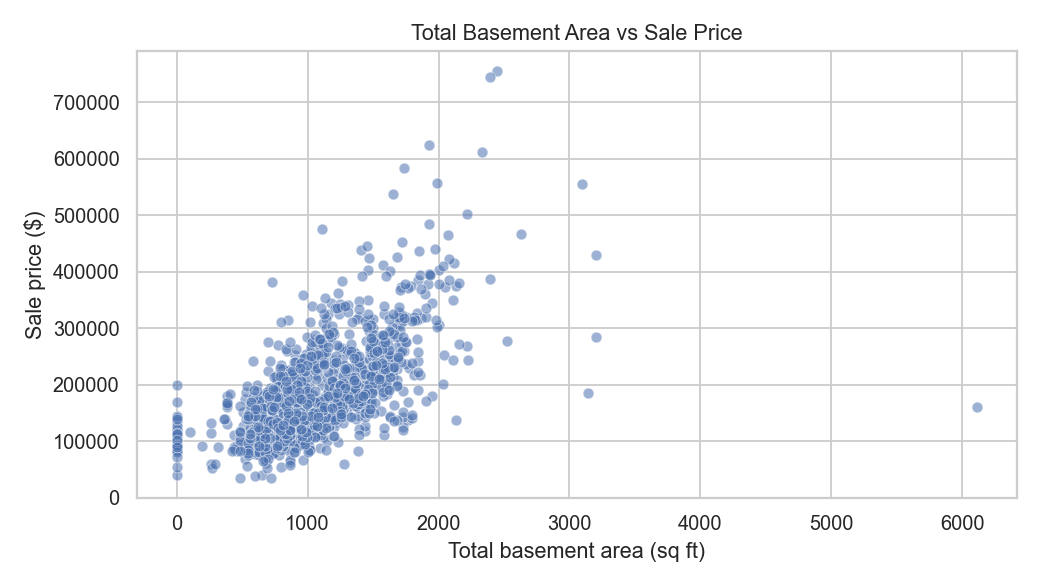 Total Basement Area vs Sale Price
Sale price ($)
700000
600000
500000
400000
300000
200000
100000
0
0 1000 2000 3000 4000 5000 6000
Total basement area (sq ft)